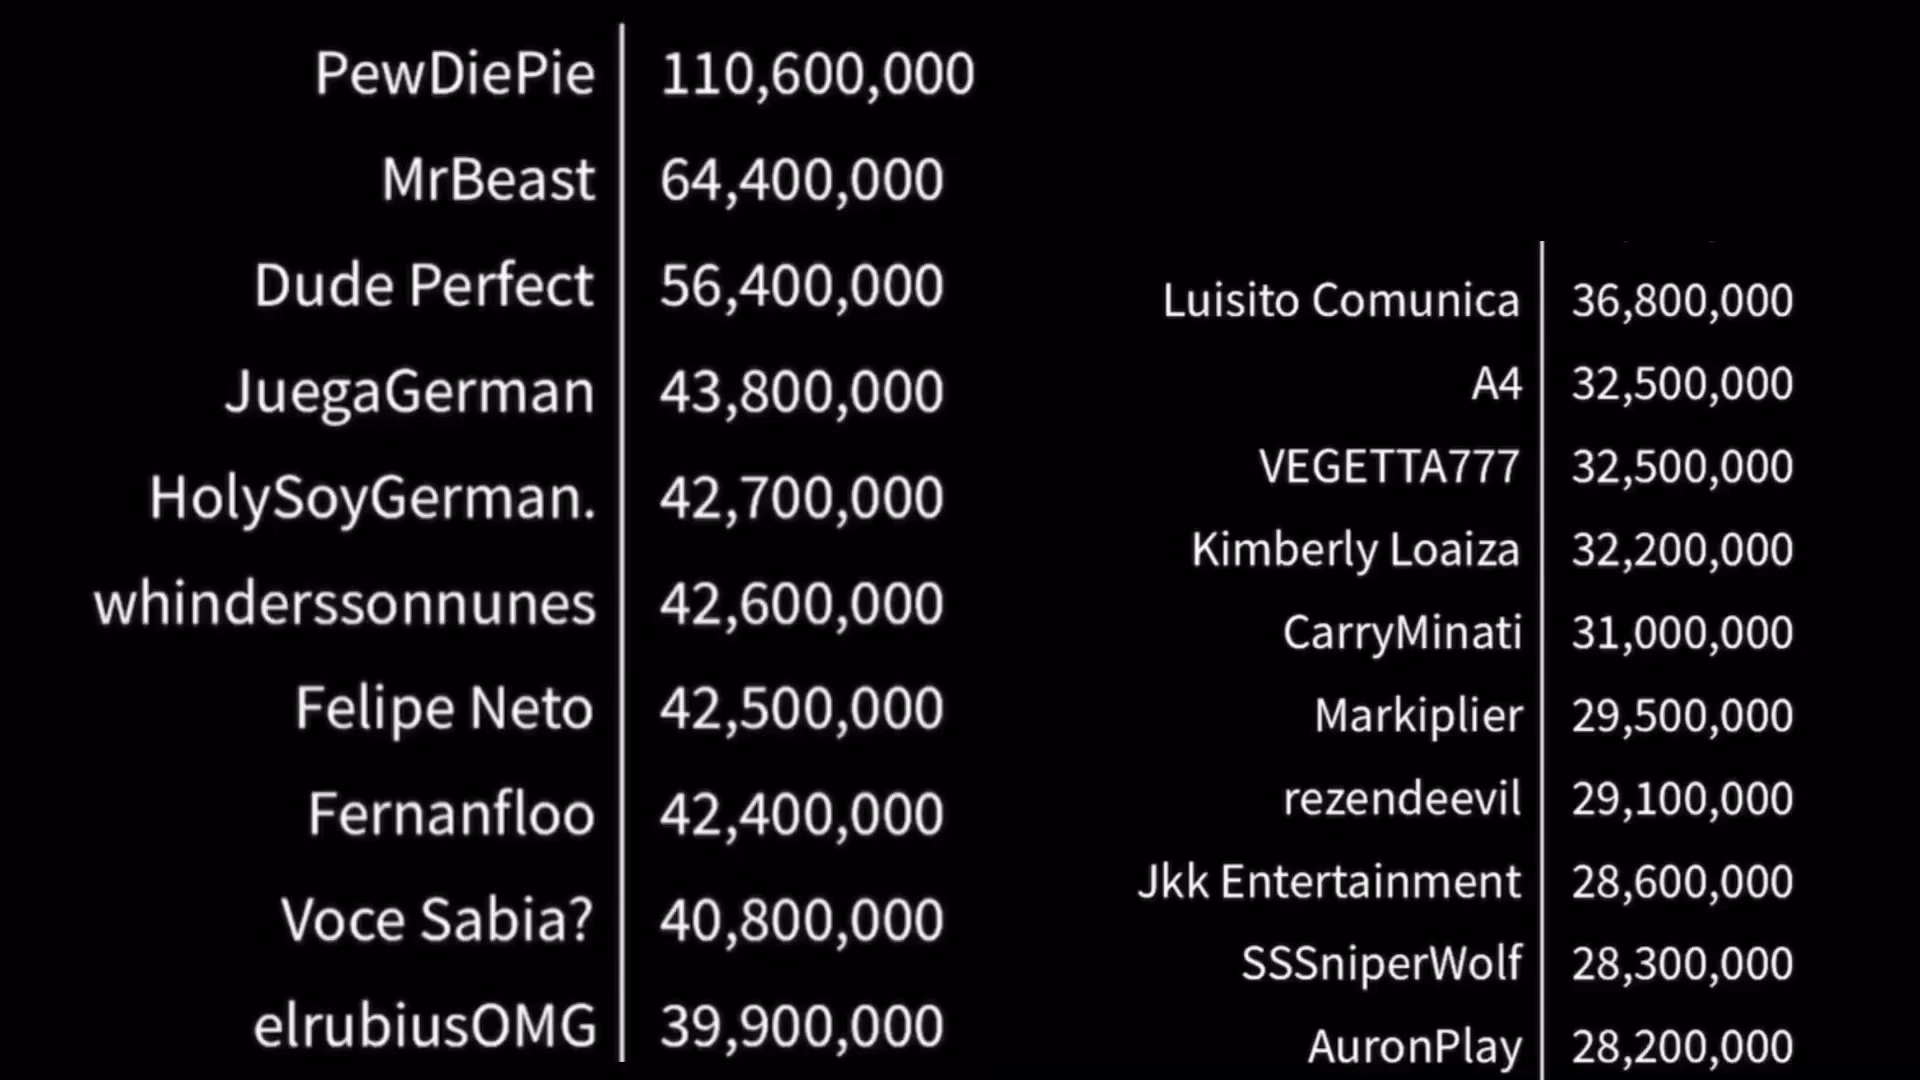 PewDiePie 110,600,000
MrBeast 64,400,000
Dude Perfect 56,400,000
JuegaGerman 43,800,000
HolySoyGerman. 42,700,000
whinderssonnunes 42,600,000
Felipe Neto 42,500,000
Fernanfloo 42,400,000
Voce Sabia? 40,800,000
elrubiusOMG 39,900,000
Luisito Comunica 36,800,000
A4 32,500,000
VEGETTA777 32,500,000
Kimberly Loaiza 32,200,000
CarryMinati 31,000,000
Markiplier 29,500,000
rezendeevil 29,100,000
Jkk Entertainment 28,600,000
SSSniperWolf 28,300,000
AuronPlay 28,200,000